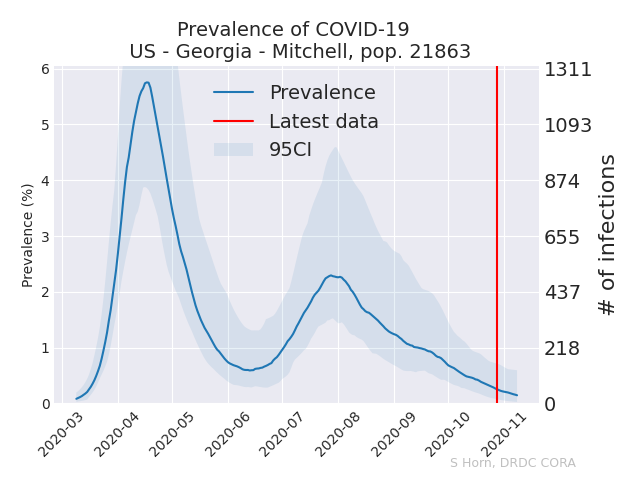 Prevalence of COVID-19
US - Georgia - Mitchell, pop. 21863
Prevalence
Latest data
95CI
Prevalence (%)
6
5
4
3
2
1
0
1311
1093
874
655
437
218
0
# of infections
2020-03
2020-04
2020-05
2020-06
2020-07
2020-08
2020-09
2020-10
2020-11
S Horn, DRDC CORA